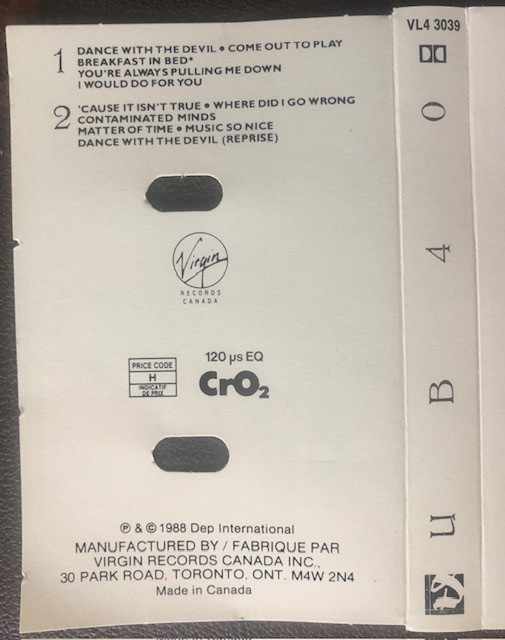 1
DANCE WITH THE DEVIL • COME OUT TO PLAY
BREAKFAST IN BED*
YOU'RE ALWAYS PULLING ME DOWN
I WOULD DO FOR YOU
2
'CAUSE IT ISN'T TRUE • WHERE DID I GO WRONG
CONTAMINATED MINDS
MATTER OF TIME • MUSIC SO NICE
DANCE WITH THE DEVIL (REPRISE)
Virgin
RECORDS
CANADA
PRICE CODE
H
INDICATIF
DE PRIX
120 µs EQ
CrO₂
℗ & © 1988 Dep International
MANUFACTURED BY / FABRIQUE PAR
VIRGIN RECORDS CANADA INC.,
30 PARK ROAD, TORONTO, ONT. M4W 2N4
Made in Canada
VL4 3039
UB40